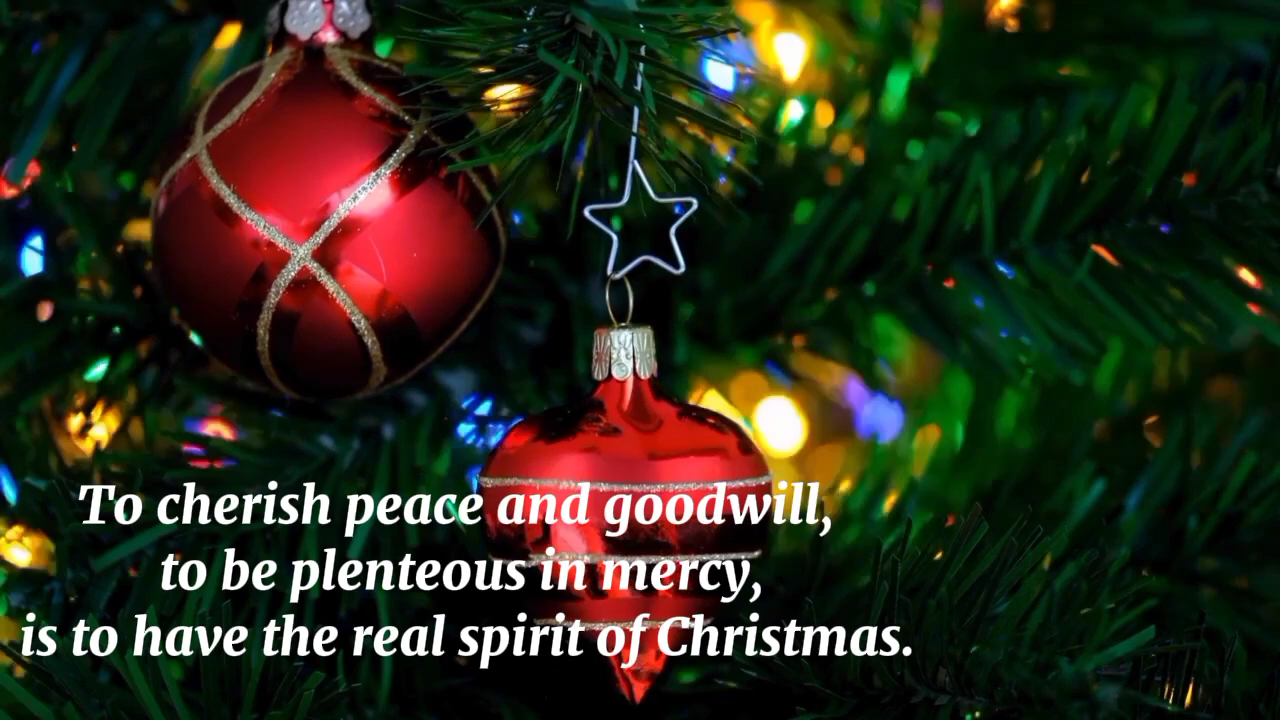 To cherish peace and goodwill,
to be plenteous in mercy,
is to have the real spirit of Christmas.